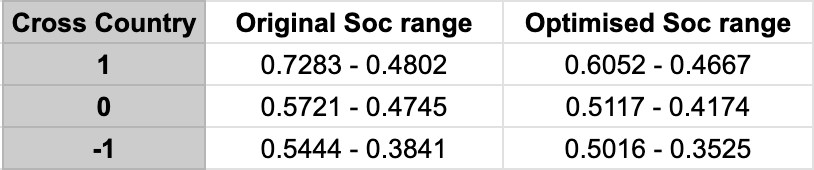 Cross Country Original Soc range Optimised Soc range
1 0.7283 - 0.4802 0.6052 - 0.4667
0 0.5721 - 0.4745 0.5117 - 0.4174
-1 0.5444 - 0.3841 0.5016 - 0.3525